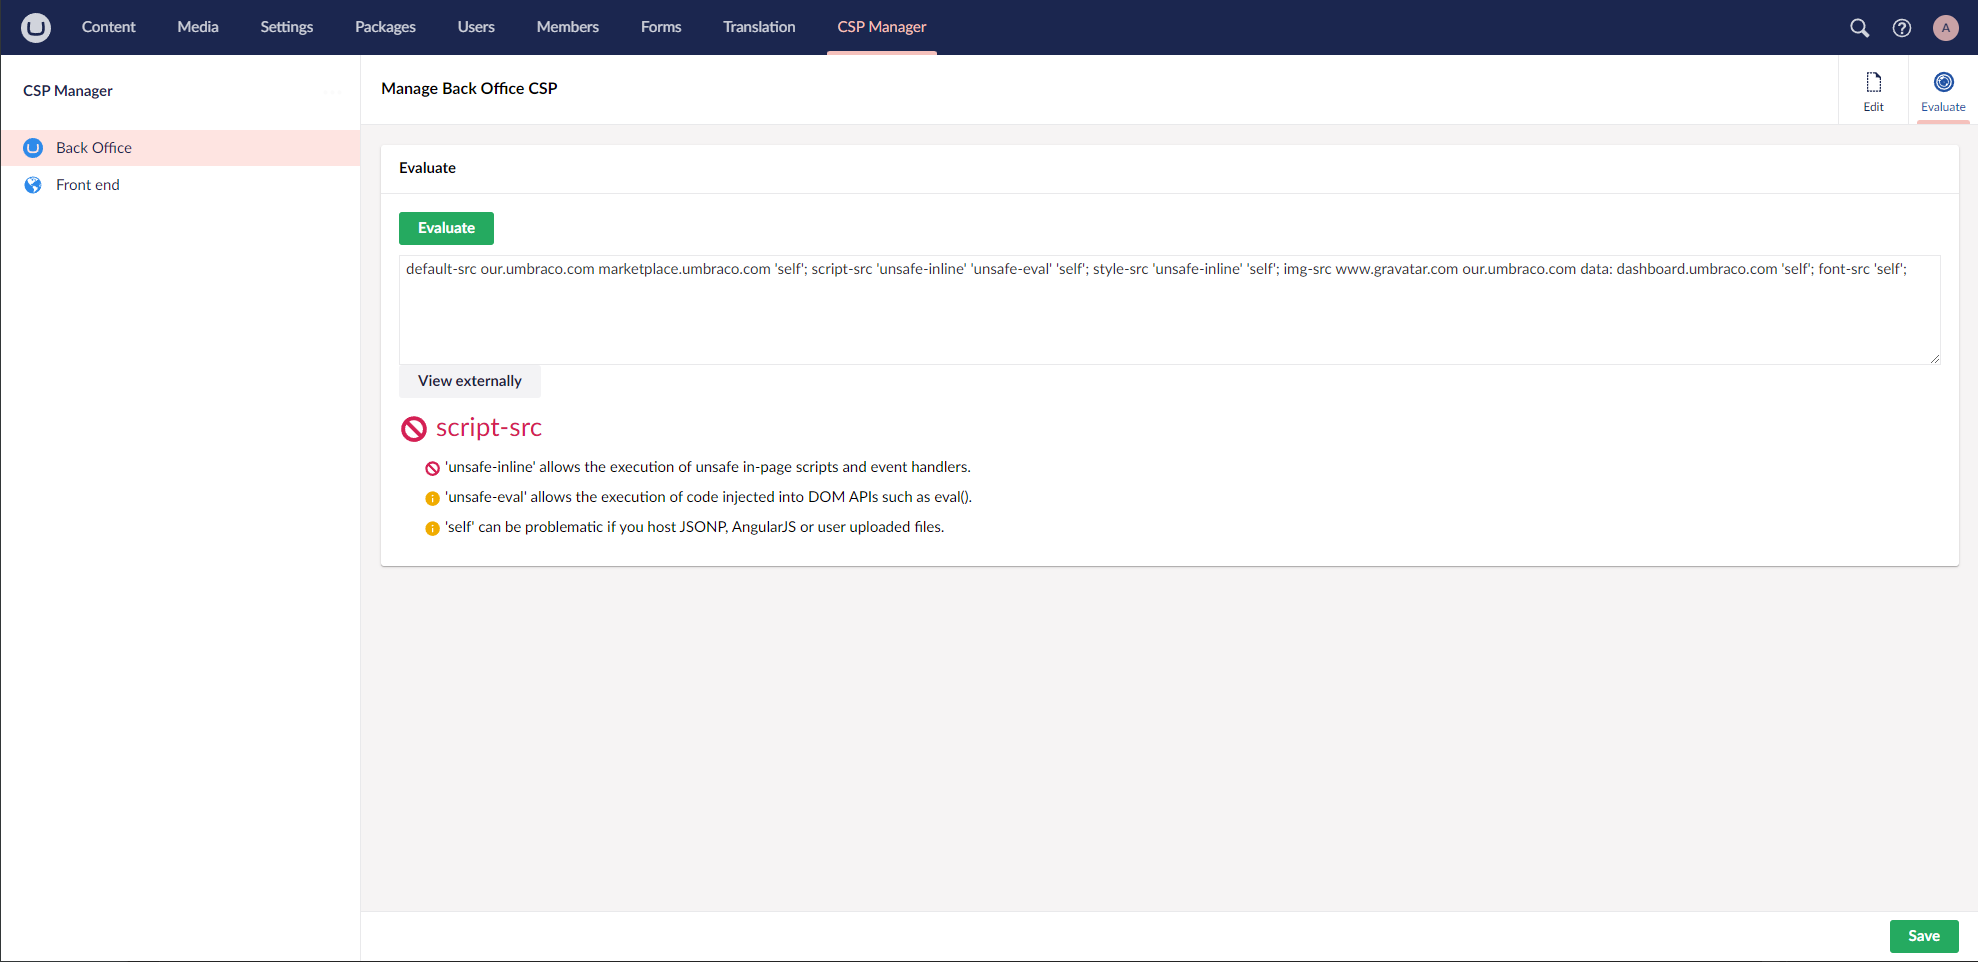 Content Media Settings Packages Users Members Forms Translation CSP Manager A
CSP Manager
Back Office
Front end
Manage Back Office CSP
Edit
Evaluate
Evaluate
Evaluate
default-src our.umbraco.com marketplace.umbraco.com 'self'; script-src 'unsafe-inline' 'unsafe-eval' 'self'; style-src 'unsafe-inline' 'self'; img-src www.gravatar.com our.umbraco.com data: dashboard.umbraco.com 'self'; font-src 'self';
View externally
script-src
'unsafe-inline' allows the execution of unsafe in-page scripts and event handlers.
'unsafe-eval' allows the execution of code injected into DOM APIs such as eval().
'self' can be problematic if you host JSONP, AngularJS or user uploaded files.
Save